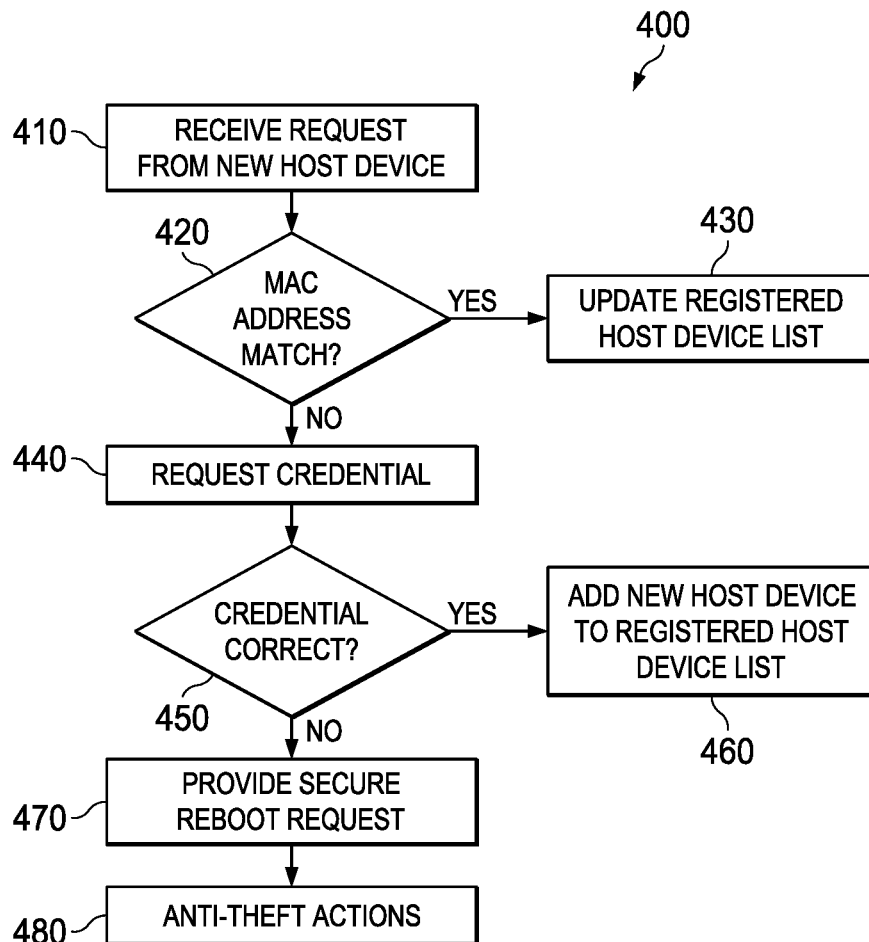 400
410
RECEIVE REQUEST
FROM NEW HOST DEVICE
420
MAC
ADDRESS
MATCH?
YES
430
UPDATE REGISTERED
HOST DEVICE LIST
NO
440
REQUEST CREDENTIAL
CREDENTIAL
CORRECT?
450
YES
ADD NEW HOST DEVICE
TO REGISTERED HOST
DEVICE LIST
460
NO
470
PROVIDE SECURE
REBOOT REQUEST
480
ANTI-THEFT ACTIONS